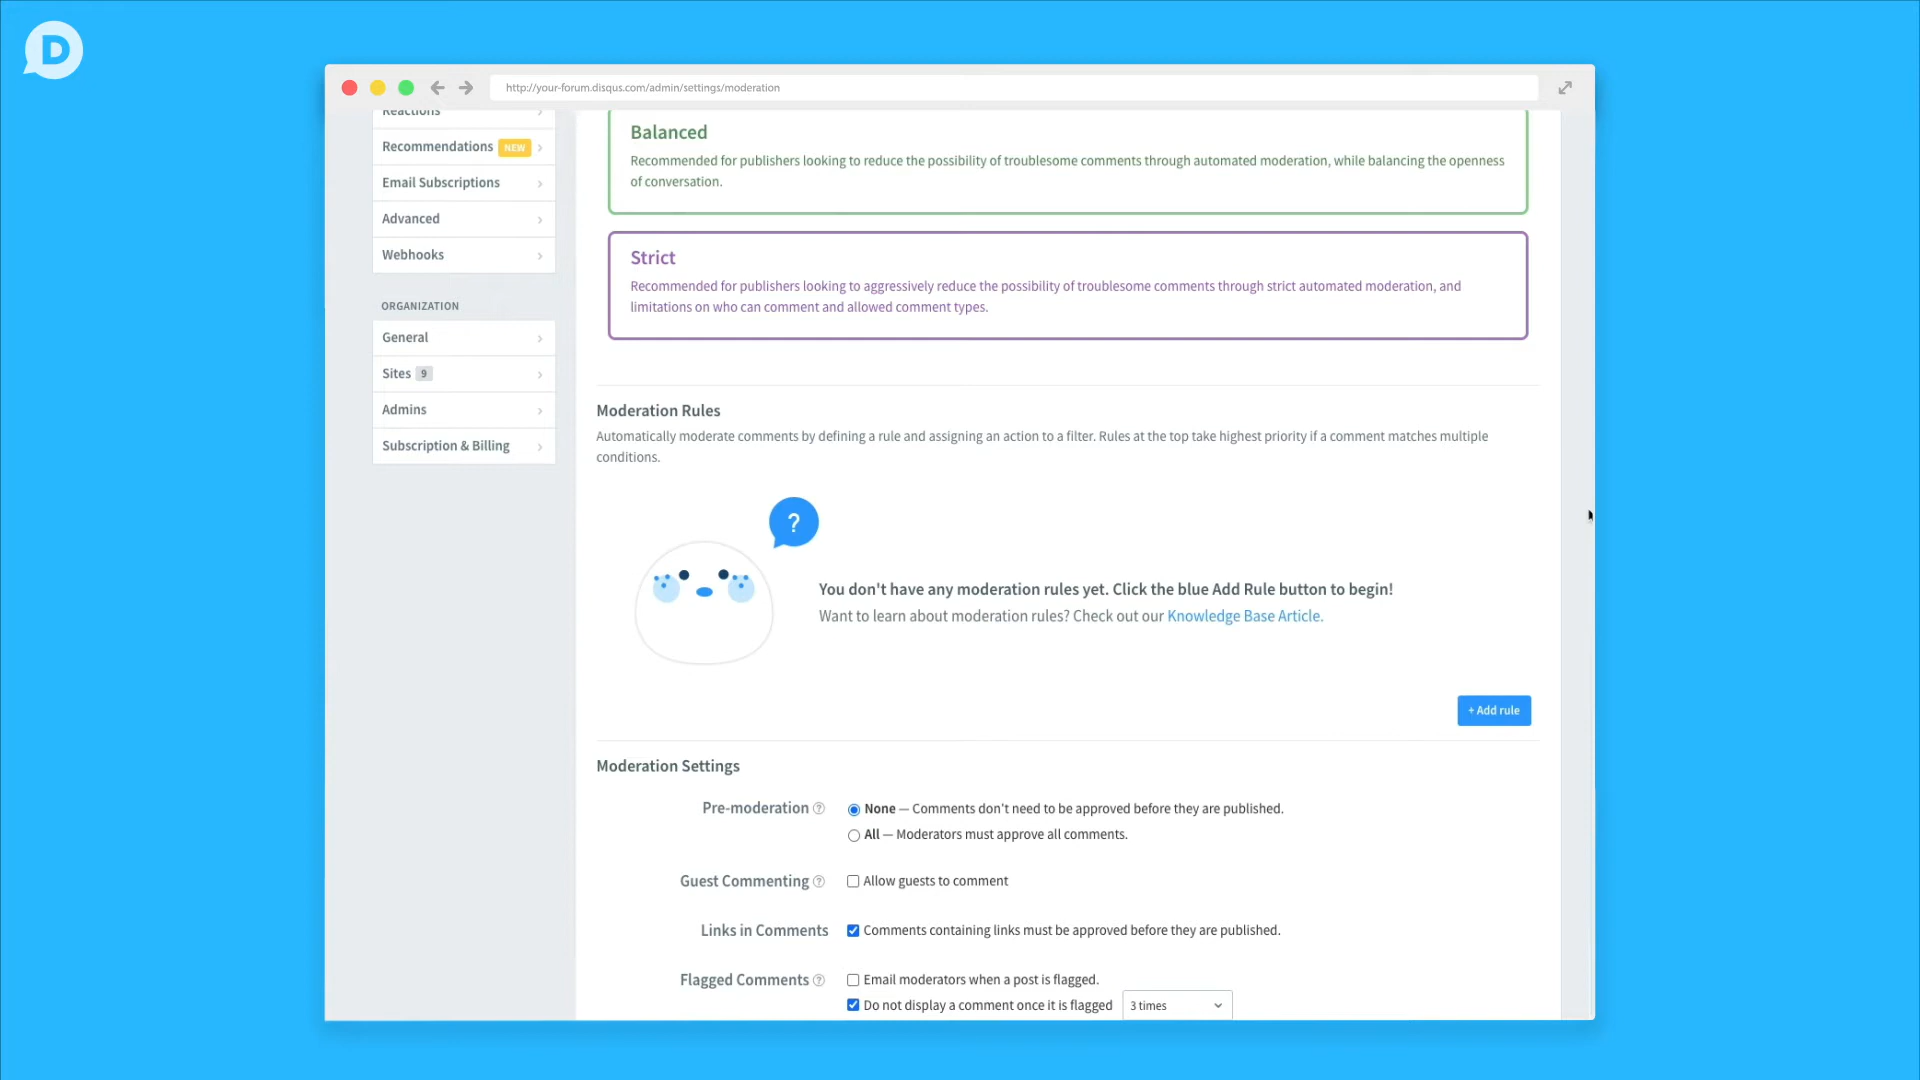 D
http://your-forum.disqus.com/admin/settings/moderation
Reactions
Recommendations NEW
Email Subscriptions
Advanced
Webhooks
ORGANIZATION
General
Sites 9
Admins
Subscription & Billing
Balanced
Recommended for publishers looking to reduce the possibility of troublesome comments through automated moderation, while balancing the openness
of conversation.
Strict
Recommended for publishers looking to aggressively reduce the possibility of troublesome comments through strict automated moderation, and
limitations on who can comment and allowed comment types.
Moderation Rules
Automatically moderate comments by defining a rule and assigning an action to a filter. Rules at the top take highest priority if a comment matches multiple
conditions.
?
You don't have any moderation rules yet. Click the blue Add Rule button to begin!
Want to learn about moderation rules? Check out our Knowledge Base Article.
+ Add rule
Moderation Settings
Pre-moderation ? None — Comments don't need to be approved before they are published.
All — Moderators must approve all comments.
Guest Commenting ? Allow guests to comment
Links in Comments Comments containing links must be approved before they are published.
Flagged Comments ? Email moderators when a post is flagged.
Do not display a comment once it is flagged 3 times